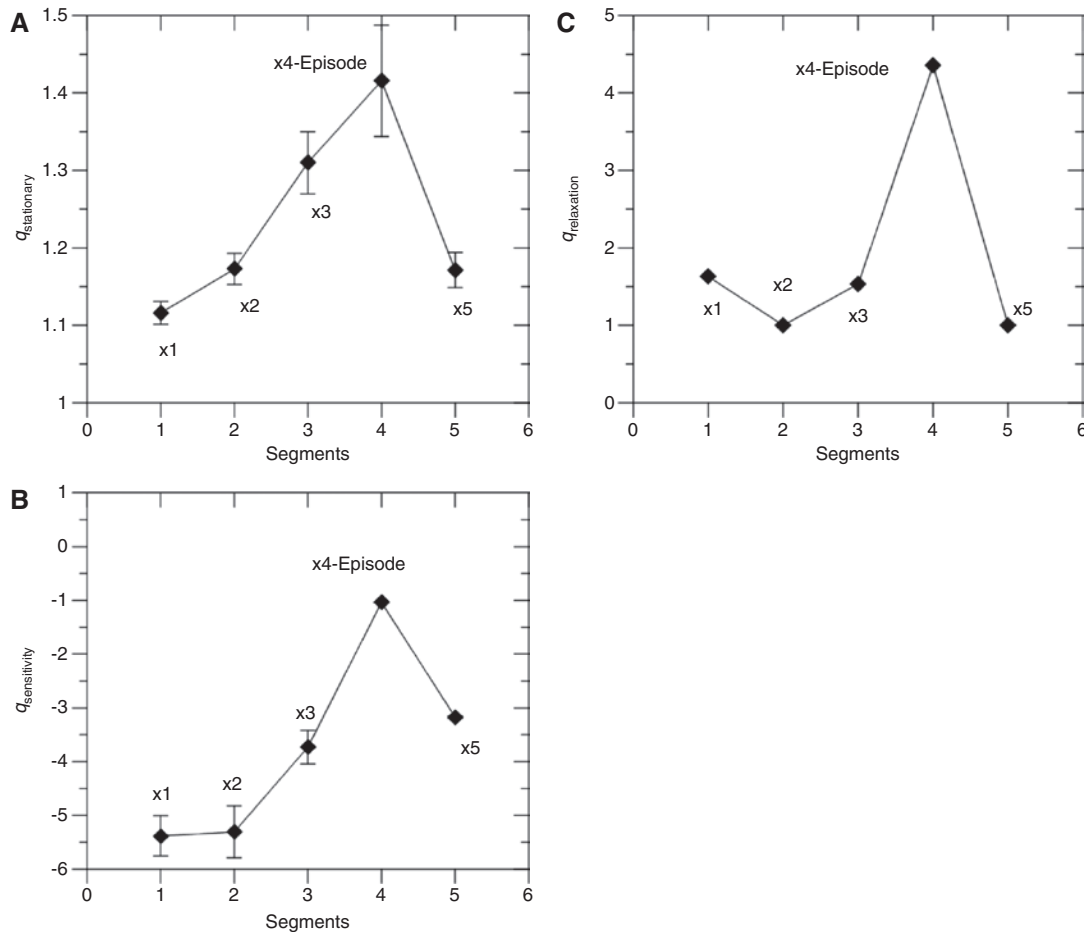 A
1.5
1.4
1.3
1.2
1.1
1
qstationary
x4-Episode
x3
x2
x5
x1
0 1 2 3 4 5 6
Segments
C
5
4
3
2
1
0
qrelaxation
x4-Episode
x2
x1
x3
x5
0 1 2 3 4 5 6
Segments
B
1
0
-1
-2
-3
-4
-5
-6
qsensitivity
x4-Episode
x3
x5
x2
x1
0 1 2 3 4 5 6
Segments